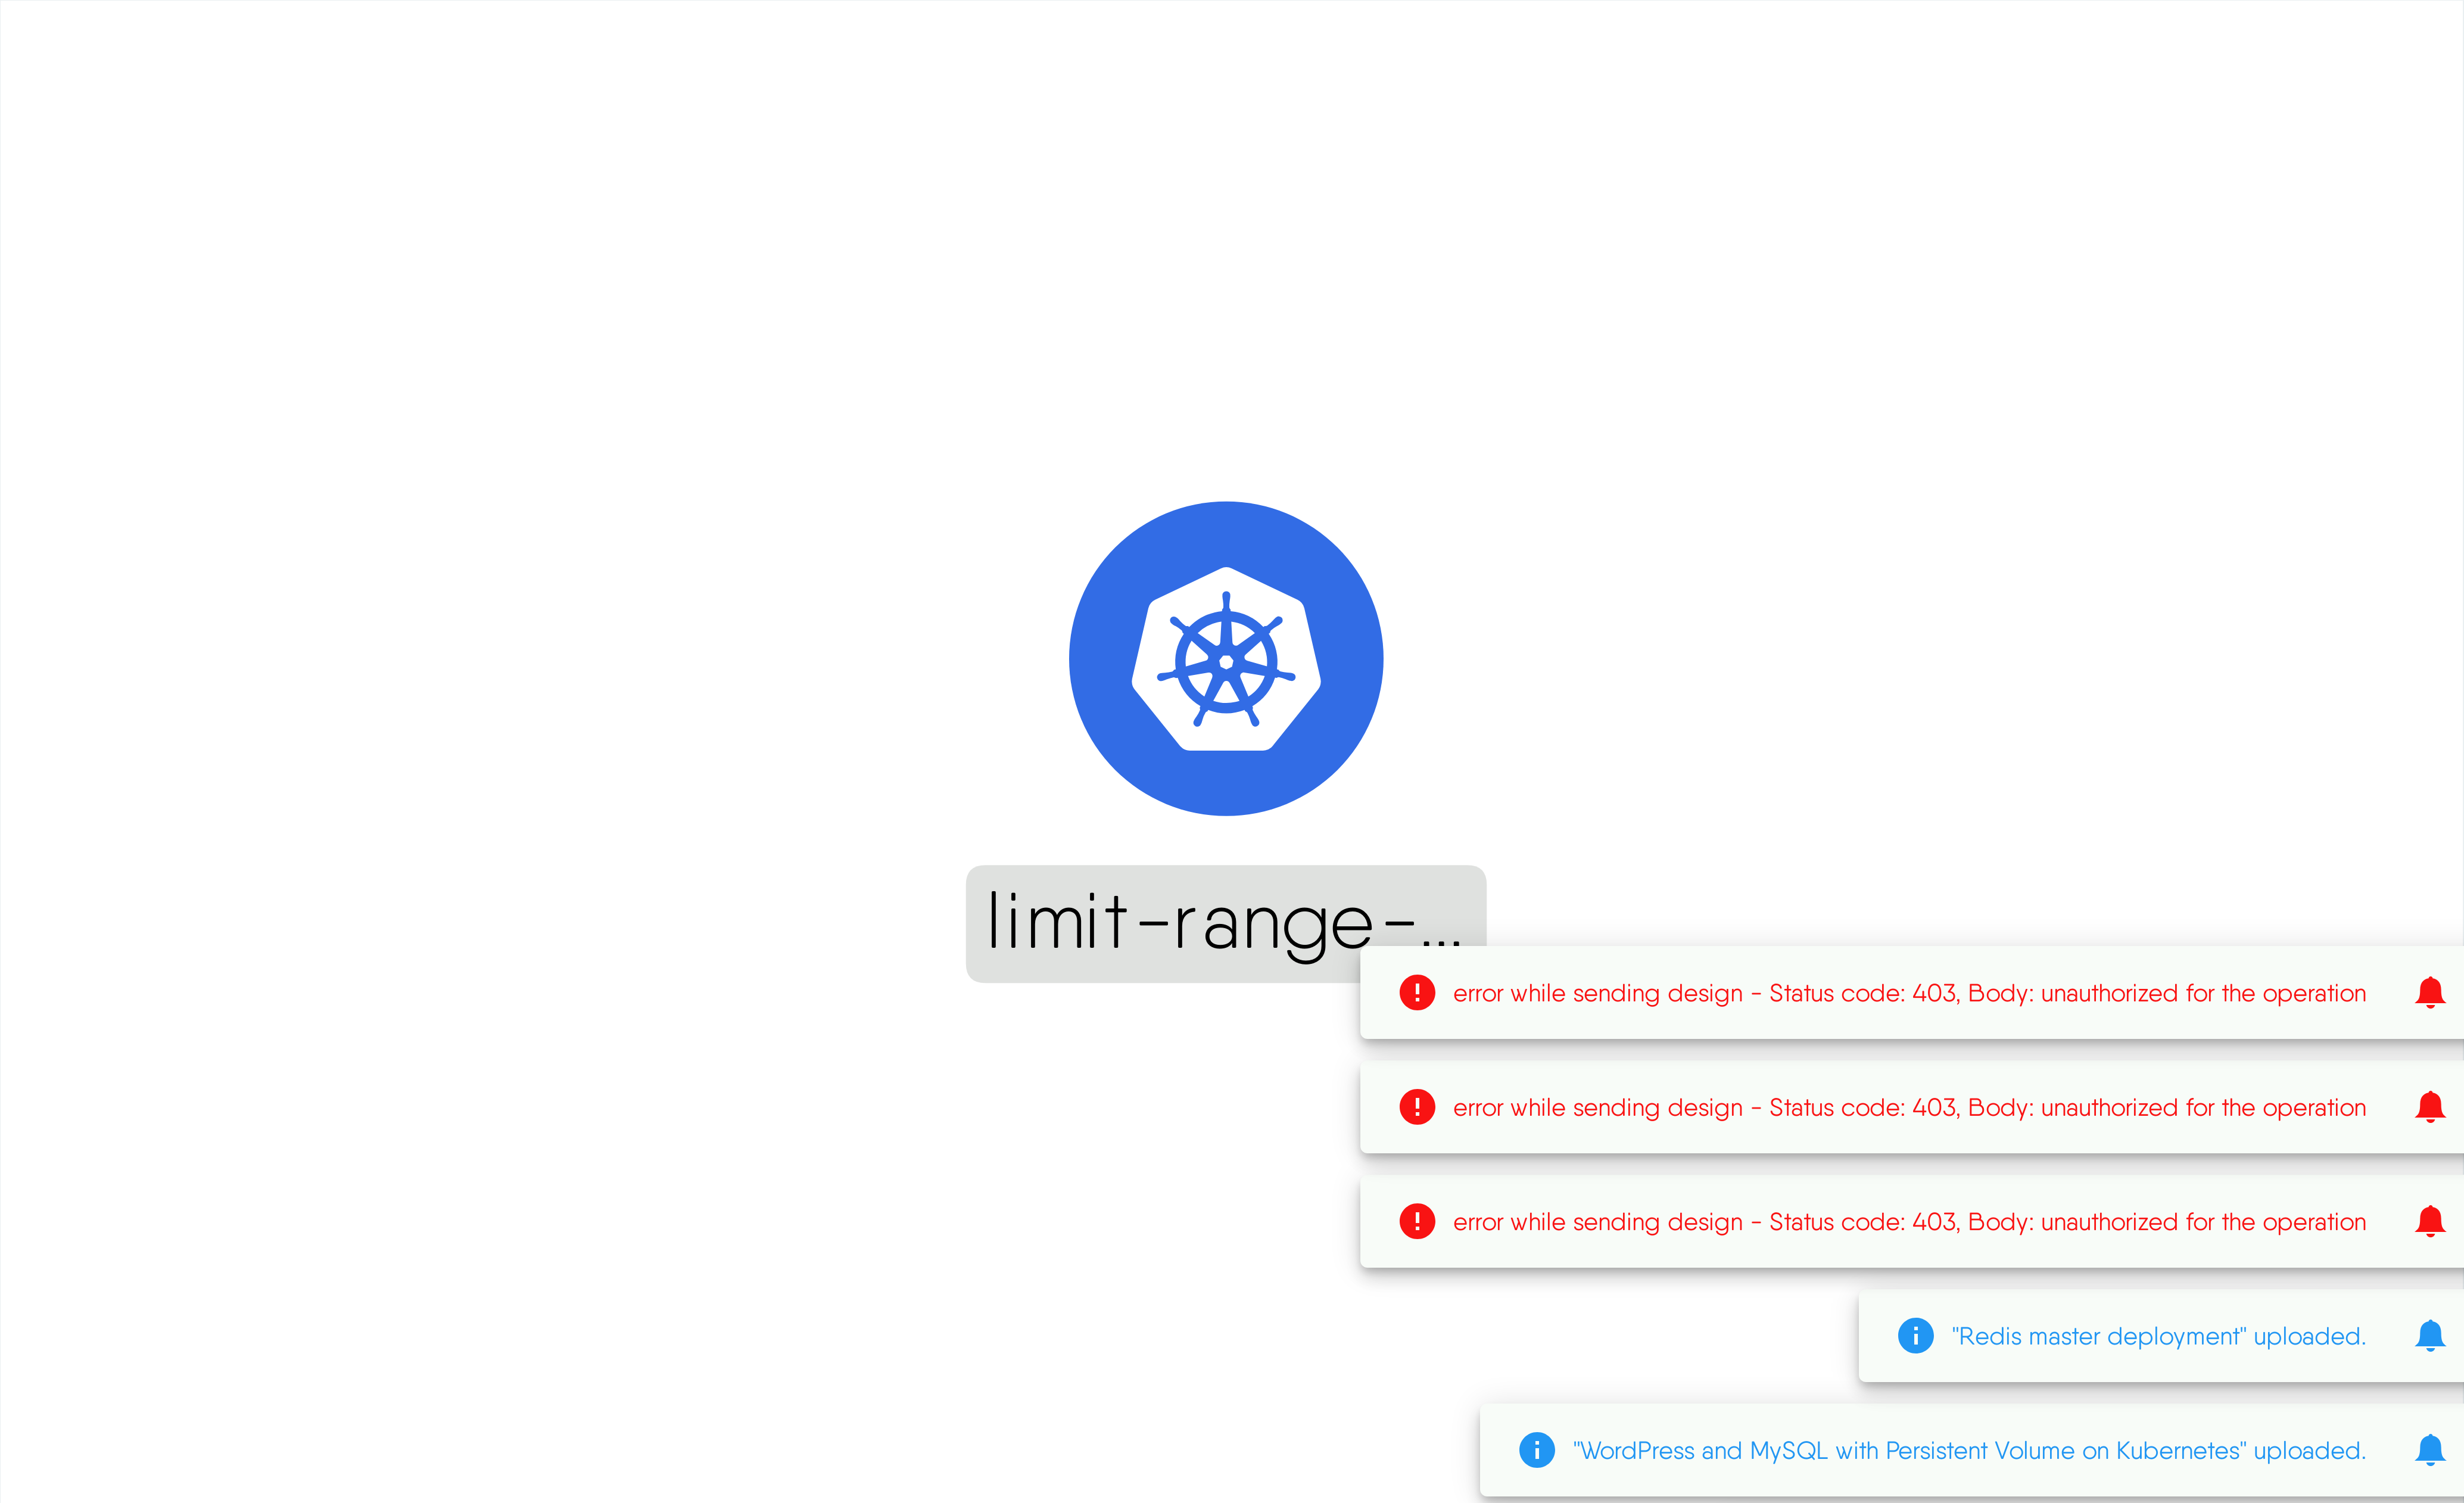 limit-range-...
error while sending design - Status code: 403, Body: unauthorized for the operation
error while sending design - Status code: 403, Body: unauthorized for the operation
error while sending design - Status code: 403, Body: unauthorized for the operation
"Redis master deployment" uploaded.
"WordPress and MySQL with Persistent Volume on Kubernetes" uploaded.